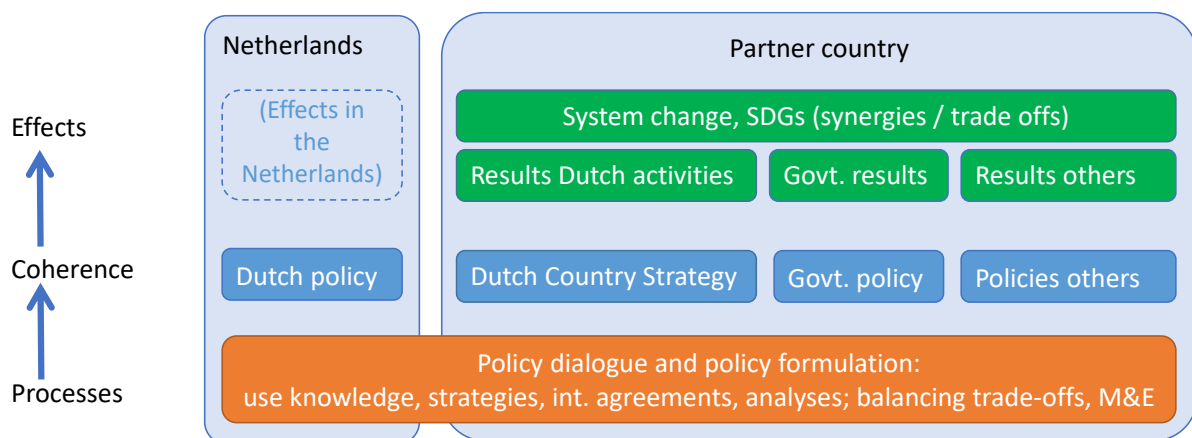 Netherlands
Partner country
Effects
(Effects in
the
Netherlands)
System change, SDGs (synergies / trade offs)
Results Dutch activities
Govt. results
Results others
Coherence
Dutch policy
Dutch Country Strategy
Govt. policy
Policies others
Processes
Policy dialogue and policy formulation:
use knowledge, strategies, int. agreements, analyses; balancing trade-offs, M&E